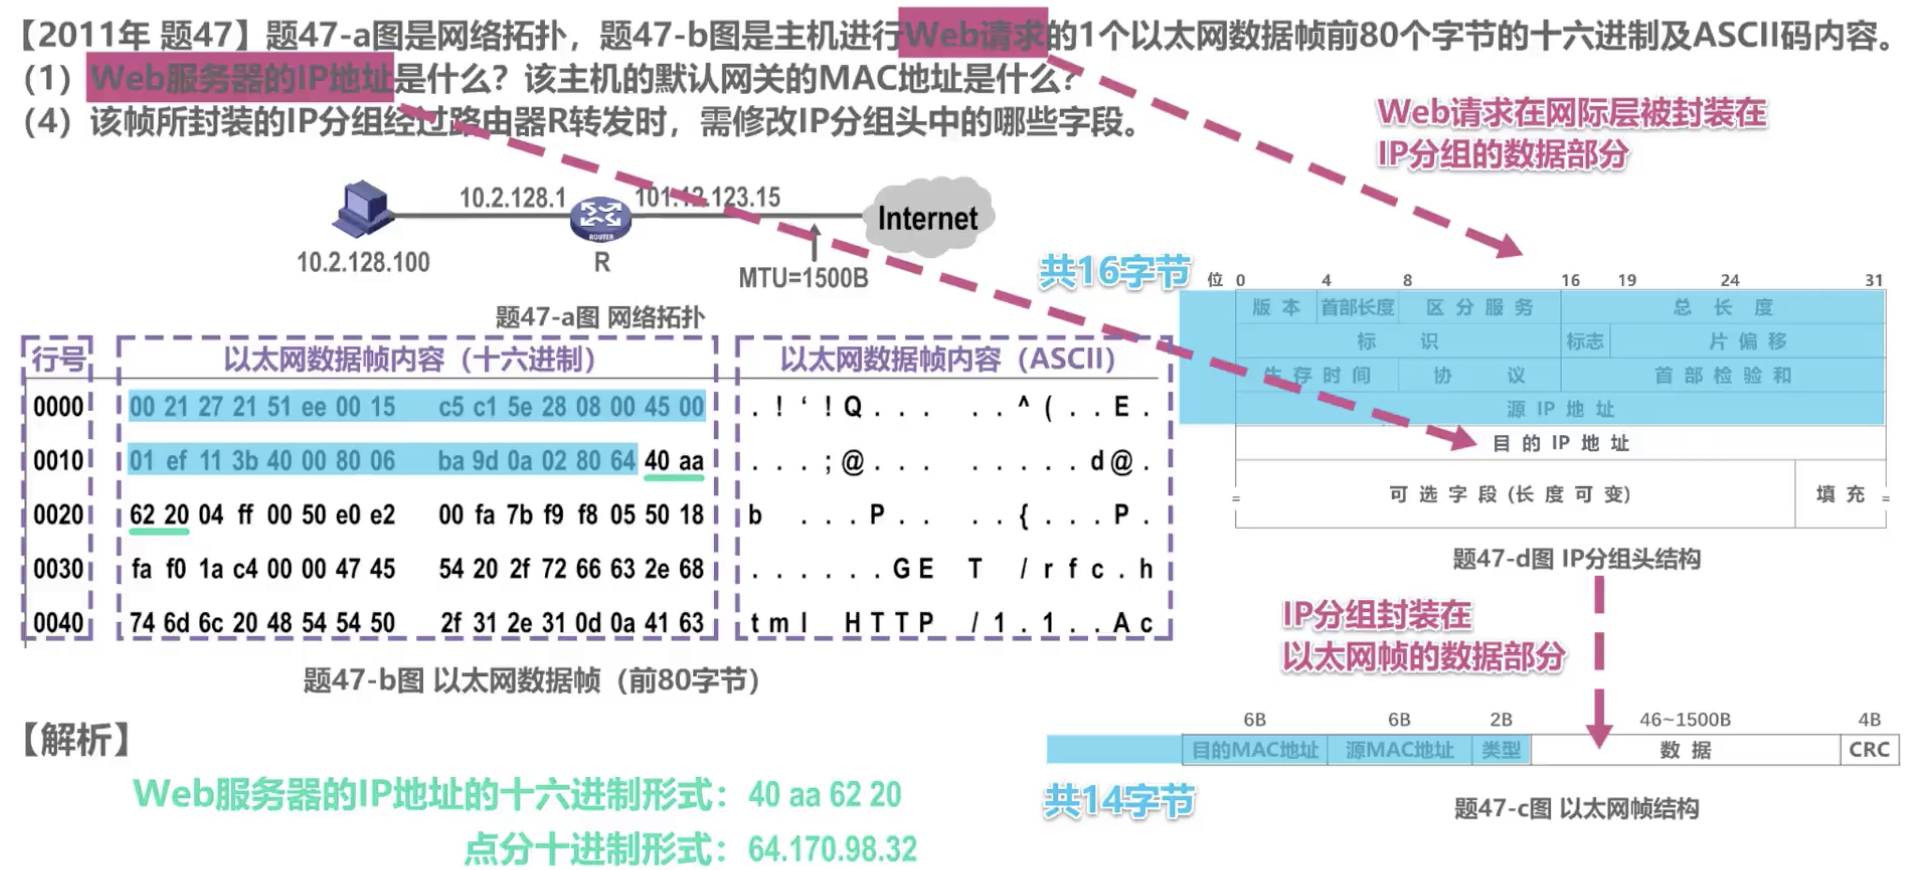 【2011年 题47】题47-a图是网络拓扑，题47-b图是主机进行Web请求的1个以太网数据帧前80个字节的十六进制及ASCII码内容。
（1）Web服务器的IP地址是什么？该主机的默认网关的MAC地址是什么？
（4）该帧所封装的IP分组经过路由器R转发时，需修改IP分组头中的哪些字段。
Web请求在网际层被封装在
IP分组的数据部分
10.2.128.1
101.12.123.15
Internet
ROUTER
10.2.128.100
R
MTU=1500B
题47-a图 网络拓扑
共16字节
位 0 4 8 16 19 24 31
版本 首部长度 区分服务 总长度
标识 标志 片偏移
生存时间 协议 首部检验和
源IP地址
目的IP地址
可选字段(长度可变) 填充
题47-d图 IP分组头结构
行号 以太网数据帧内容（十六进制） 以太网数据帧内容（ASCII）
0000 00 21 27 21 51 ee 00 15 c5 c1 5e 28 08 00 45 00 . ! ‘ ! Q . . . . . ^ ( . . E .
0010 01 ef 11 3b 40 00 80 06 ba 9d 0a 02 80 64 40 aa . . . ; @ . . . . . . . . d @ .
0020 62 20 04 ff 00 50 e0 e2 00 fa 7b f9 f8 05 50 18 b . . . P . . . . { . . . P .
0030 fa f0 1a c4 00 00 47 45 54 20 2f 72 66 63 2e 68 . . . . . . G E T / r f c . h
0040 74 6d 6c 20 48 54 54 50 2f 31 2e 31 0d 0a 41 63 t m l H T T P / 1 . 1 . . A c
题47-b图 以太网数据帧（前80字节）
IP分组封装在
以太网帧的数据部分
6B 6B 2B 46~1500B 4B
目的MAC地址 源MAC地址 类型 数据 CRC
共14字节
题47-c图 以太网帧结构
【解析】
Web服务器的IP地址的十六进制形式：40 aa 62 20
点分十进制形式：64.170.98.32